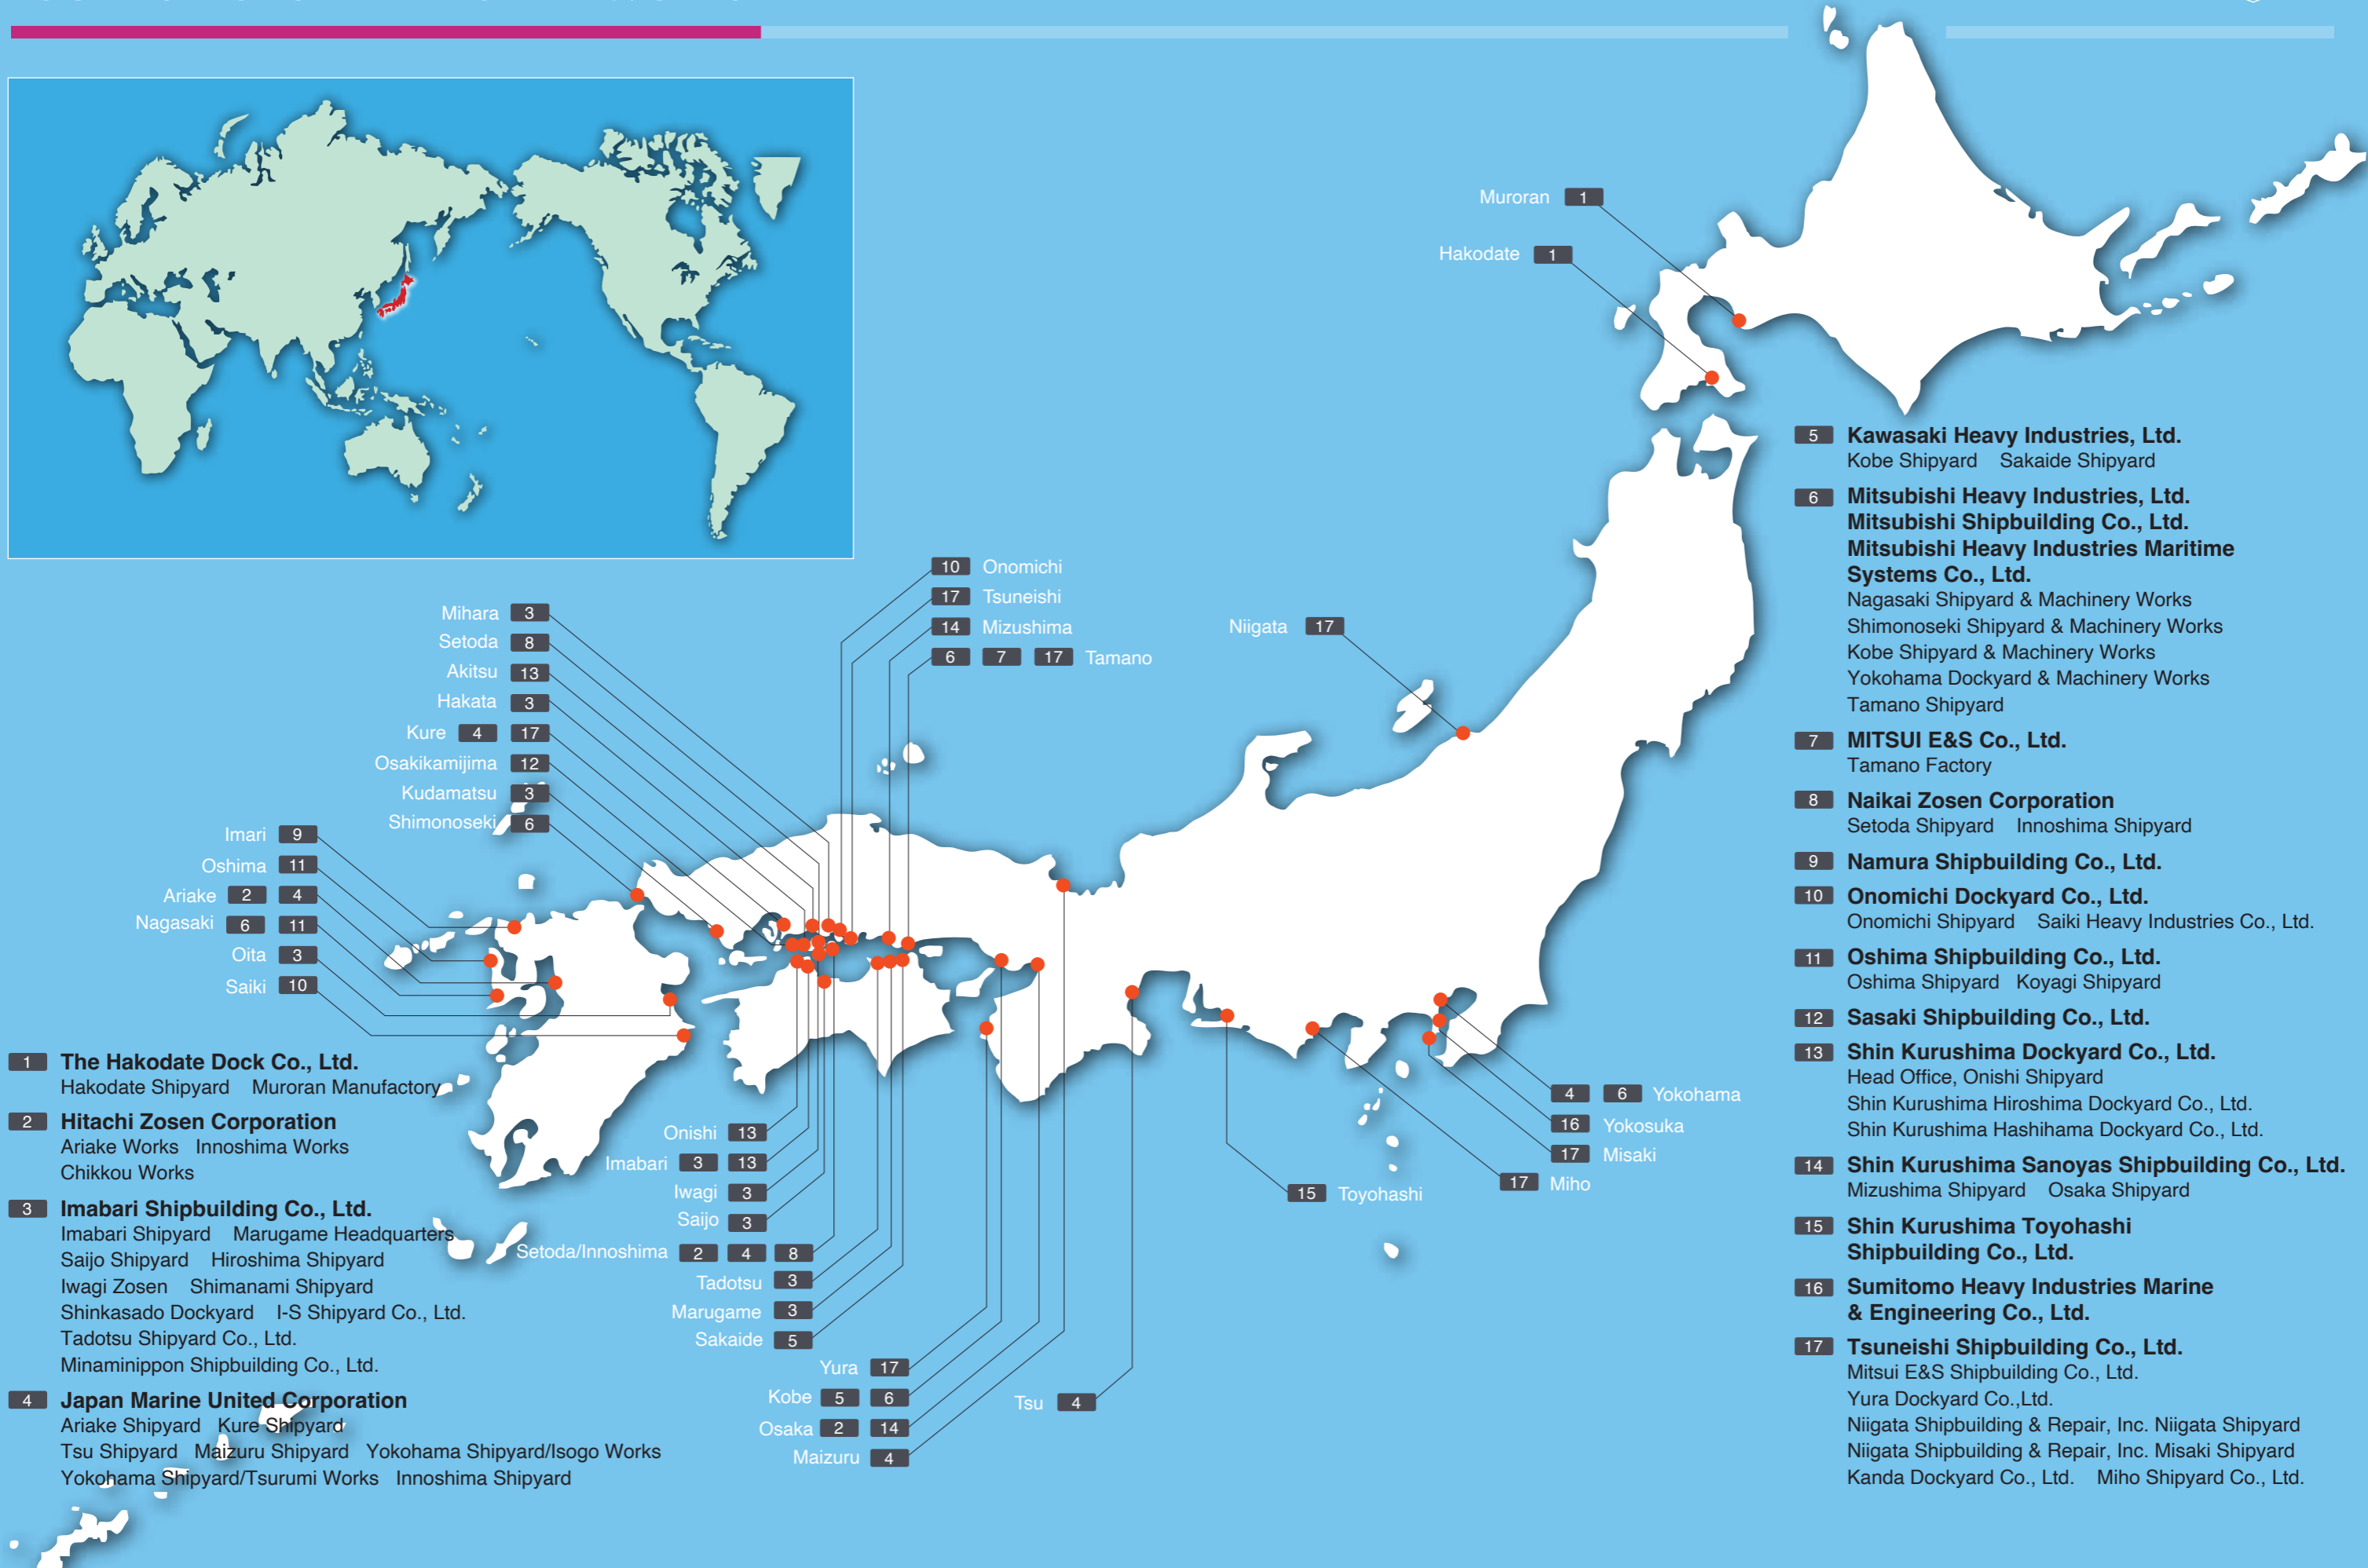 Muroran 1
Hakodate 1
10 Onomichi
17 Tsuneishi
14 Mizushima
6 7 17 Tamano
Niigata 17
Mihara 3
Setoda 8
Akitsu 13
Hakata 3
Kure 4 17
Osakikamijima 12
Kudamatsu 3
Shimonoseki 6
Imari 9
Oshima 11
Ariake 2 4
Nagasaki 6 11
Oita 3
Saiki 10
Onishi 13
Imabari 3 13
Iwagi 3
Saijo 3
Setoda/Innoshima 2 4 8
Tadotsu 3
Marugame 3
Sakaide 5
Yura 17
Kobe 5 6
Osaka 2 14
Maizuru 4
Tsu 4
4 6 Yokohama
16 Yokosuka
17 Misaki
17 Miho
15 Toyohashi
1 The Hakodate Dock Co., Ltd.
Hakodate Shipyard Muroran Manufactory
2 Hitachi Zosen Corporation
Ariake Works Innoshima Works
Chikkou Works
3 Imabari Shipbuilding Co., Ltd.
Imabari Shipyard Marugame Headquarters
Saijo Shipyard Hiroshima Shipyard
Iwagi Zosen Shimanami Shipyard
Shinkasado Dockyard I-S Shipyard Co., Ltd.
Tadotsu Shipyard Co., Ltd.
Minaminippon Shipbuilding Co., Ltd.
4 Japan Marine United Corporation
Ariake Shipyard Kure Shipyard
Tsu Shipyard Maizuru Shipyard Yokohama Shipyard/Isogo Works
Yokohama Shipyard/Tsurumi Works Innoshima Shipyard
5 Kawasaki Heavy Industries, Ltd.
Kobe Shipyard Sakaide Shipyard
6 Mitsubishi Heavy Industries, Ltd.
Mitsubishi Shipbuilding Co., Ltd.
Mitsubishi Heavy Industries Maritime
Systems Co., Ltd.
Nagasaki Shipyard & Machinery Works
Shimonoseki Shipyard & Machinery Works
Kobe Shipyard & Machinery Works
Yokohama Dockyard & Machinery Works
Tamano Shipyard
7 MITSUI E&S Co., Ltd.
Tamano Factory
8 Naikai Zosen Corporation
Setoda Shipyard Innoshima Shipyard
9 Namura Shipbuilding Co., Ltd.
10 Onomichi Dockyard Co., Ltd.
Onomichi Shipyard Saiki Heavy Industries Co., Ltd.
11 Oshima Shipbuilding Co., Ltd.
Oshima Shipyard Koyagi Shipyard
12 Sasaki Shipbuilding Co., Ltd.
13 Shin Kurushima Dockyard Co., Ltd.
Head Office, Onishi Shipyard
Shin Kurushima Hiroshima Dockyard Co., Ltd.
Shin Kurushima Hashihama Dockyard Co., Ltd.
14 Shin Kurushima Sanoyas Shipbuilding Co., Ltd.
Mizushima Shipyard Osaka Shipyard
15 Shin Kurushima Toyohashi
Shipbuilding Co., Ltd.
16 Sumitomo Heavy Industries Marine
& Engineering Co., Ltd.
17 Tsuneishi Shipbuilding Co., Ltd.
Mitsui E&S Shipbuilding Co., Ltd.
Yura Dockyard Co.,Ltd.
Niigata Shipbuilding & Repair, Inc. Niigata Shipyard
Niigata Shipbuilding & Repair, Inc. Misaki Shipyard
Kanda Dockyard Co., Ltd. Miho Shipyard Co., Ltd.